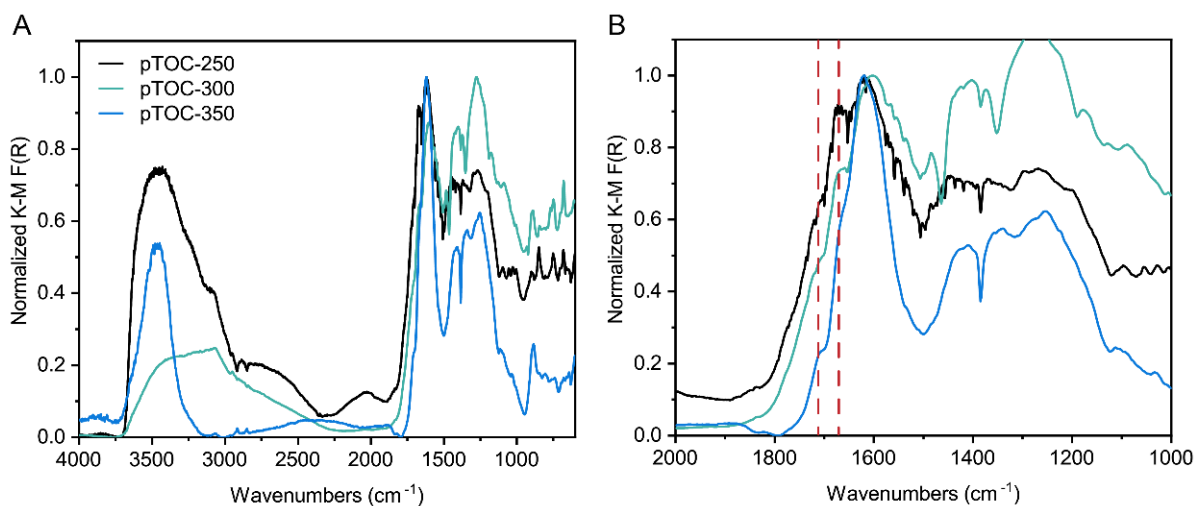 A
pTOC-250
pTOC-300
pTOC-350
Normalized K-M F(R)
1.0
0.8
0.6
0.4
0.2
0.0
4000 3500 3000 2500 2000 1500 1000
Wavenumbers (cm⁻¹)
B
Normalized K-M F(R)
1.0
0.8
0.6
0.4
0.2
0.0
2000 1800 1600 1400 1200 1000
Wavenumbers (cm⁻¹)